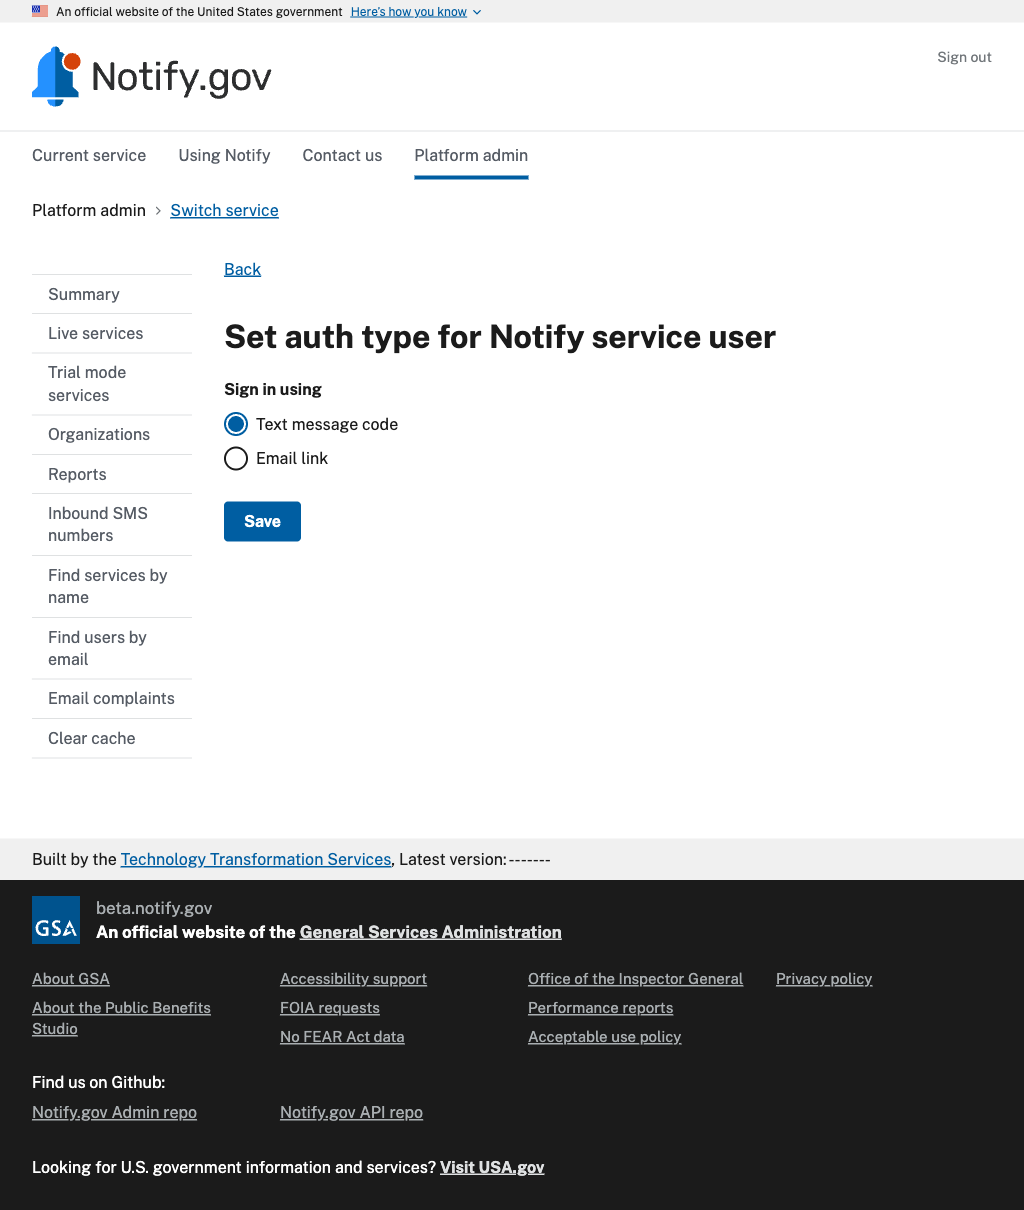 An official website of the United States government Here's how you know
Notify.gov
Sign out
Current service
Using Notify
Contact us
Platform admin
Platform admin
Switch service
Summary
Live services
Trial mode
services
Organizations
Reports
Inbound SMS
numbers
Find services by
name
Find users by
email
Email complaints
Clear cache
Back
Set auth type for Notify service user
Sign in using
Text message code
Email link
Save
Built by the Technology Transformation Services, Latest version:-------
GSA
beta.notify.gov
An official website of the General Services Administration
About GSA
About the Public Benefits
Studio
Accessibility support
FOIA requests
No FEAR Act data
Office of the Inspector General
Performance reports
Acceptable use policy
Privacy policy
Find us on Github:
Notify.gov Admin repo
Notify.gov API repo
Looking for U.S. government information and services? Visit USA.gov